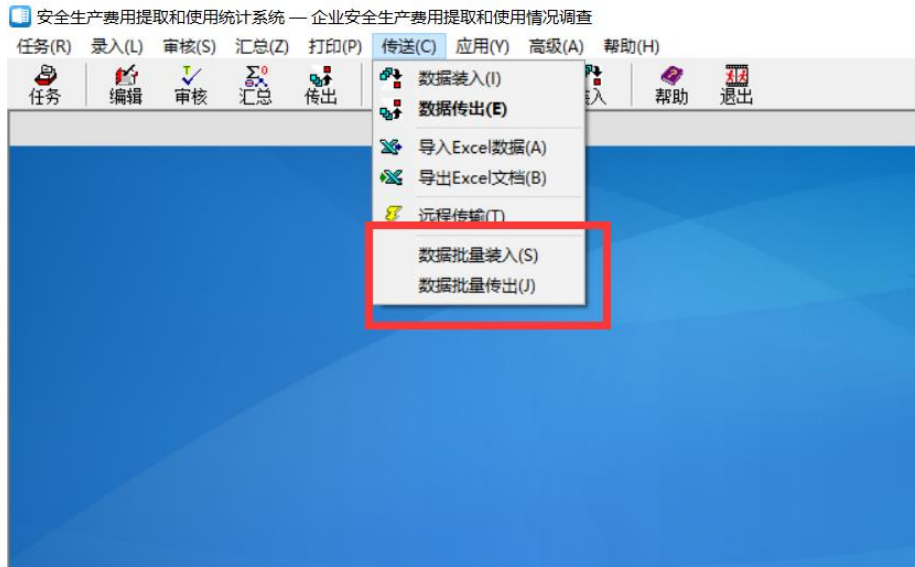 安全生产费用提取和使用统计系统 — 企业安全生产费用提取和使用情况调查
任务(R) 录入(L) 审核(S) 汇总(Z) 打印(P) 传送(C) 应用(Y) 高级(A) 帮助(H)
任务 编辑 审核 汇总 传出 入 帮助 退出
数据装入(I)
数据传出(E)
导入Excel数据(A)
导出Excel文档(B)
远程传输(T)
数据批量装入(S)
数据批量传出(J)